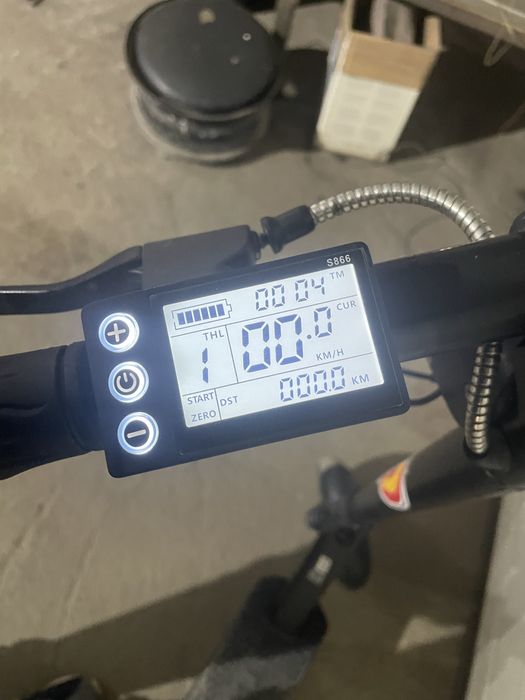 S866
00 04 TM
THL
1
00.0 CUR
KM/H
START
ZERO
DST 000.0 KM